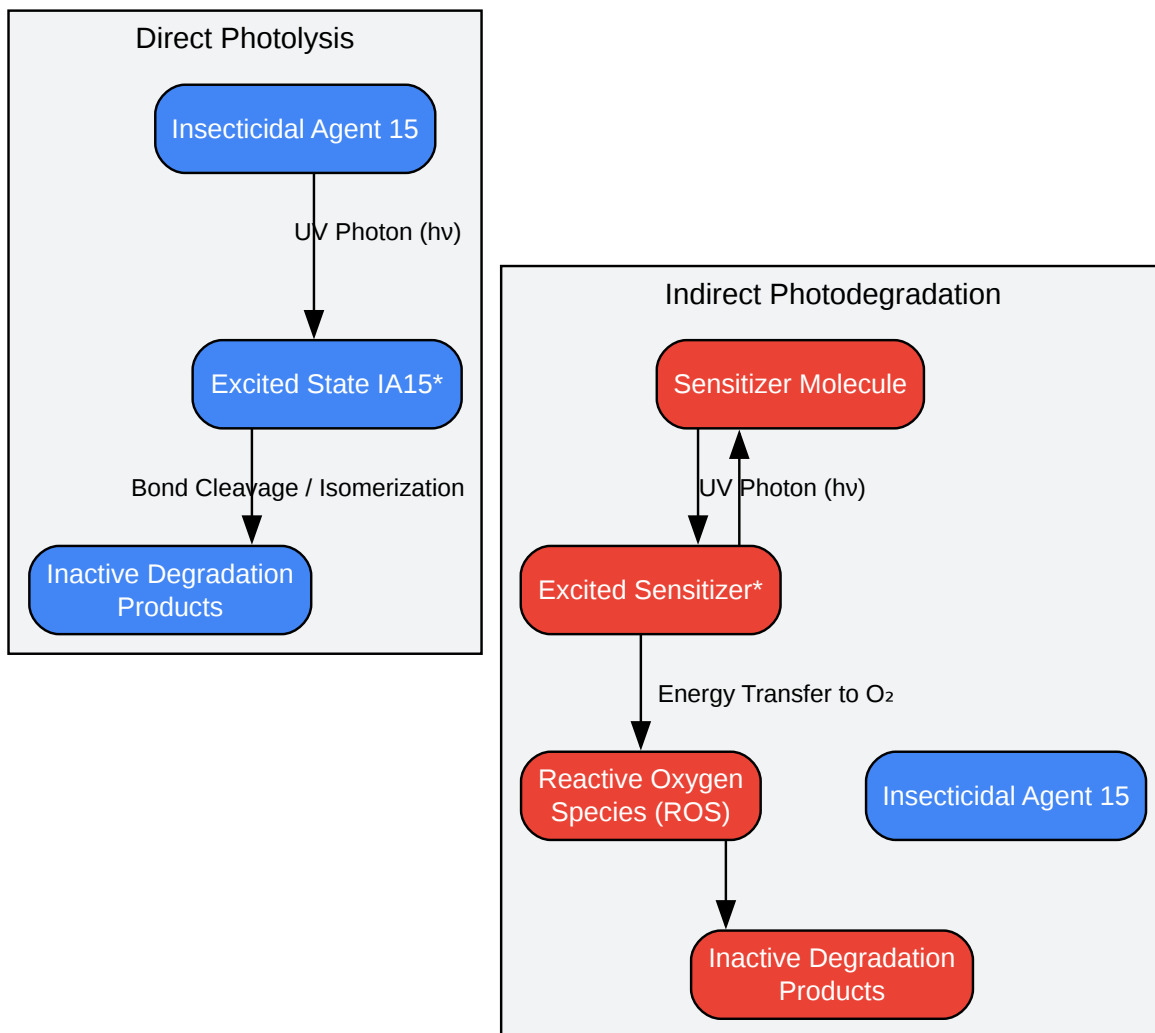 Direct Photolysis
Insecticidal Agent 15
UV Photon (hν)
Excited State IA15*
Bond Cleavage / Isomerization
Inactive Degradation
Products
Indirect Photodegradation
Sensitizer Molecule
UV Photon (hν)
Excited Sensitizer*
Energy Transfer to O₂
Reactive Oxygen
Species (ROS)
Insecticidal Agent 15
Inactive Degradation
Products